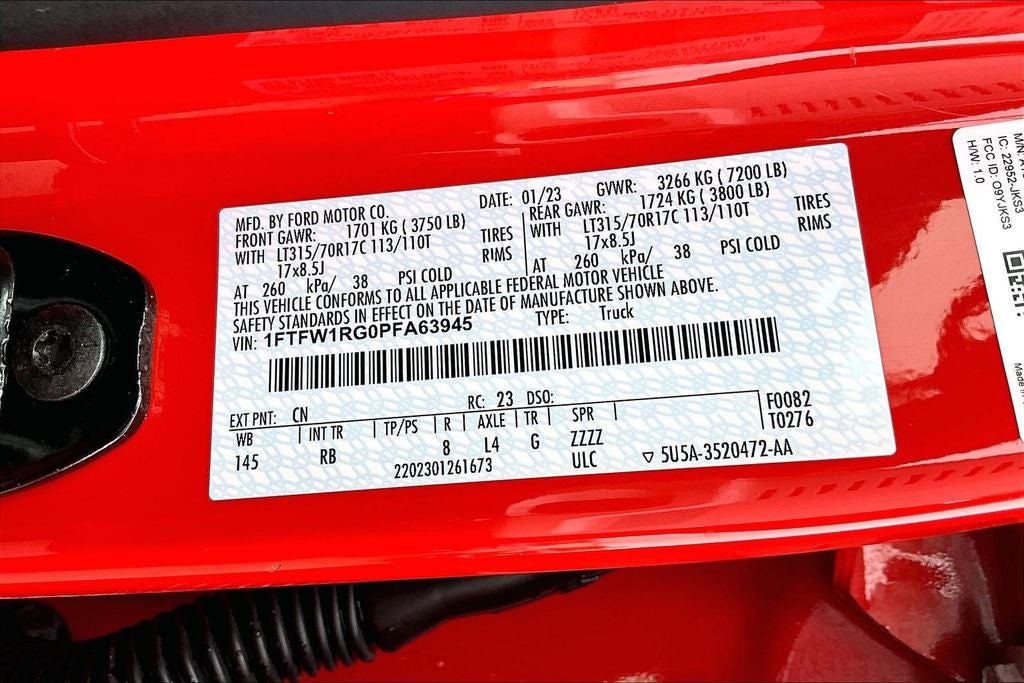 MFD. BY FORD MOTOR CO. DATE: 01/23 GVWR: 3266 KG ( 7200 LB)
FRONT GAWR: 1701 KG ( 3750 LB) REAR GAWR: 1724 KG ( 3800 LB)
WITH LT315/70R17C 113/110T TIRES WITH LT315/70R17C 113/110T TIRES
17x8.5J RIMS 17x8.5J RIMS
AT 260 kPa/ 38 PSI COLD AT 260 kPa/ 38 PSI COLD
THIS VEHICLE CONFORMS TO ALL APPLICABLE FEDERAL MOTOR VEHICLE
SAFETY STANDARDS IN EFFECT ON THE DATE OF MANUFACTURE SHOWN ABOVE.
VIN: 1FTFW1RG0PFA63945 TYPE: Truck
EXT PNT: CN RC: 23 DSO: F0082
WB INT TR TP/PS R AXLE TR SPR T0276
145 RB 8 L4 G ZZZZ
2202301261673 ULC ▽ 5U5A-3520472-AA
IC: 22952-JKS3
FCC ID: O9YJKS3
H/W: 1.0
Made in